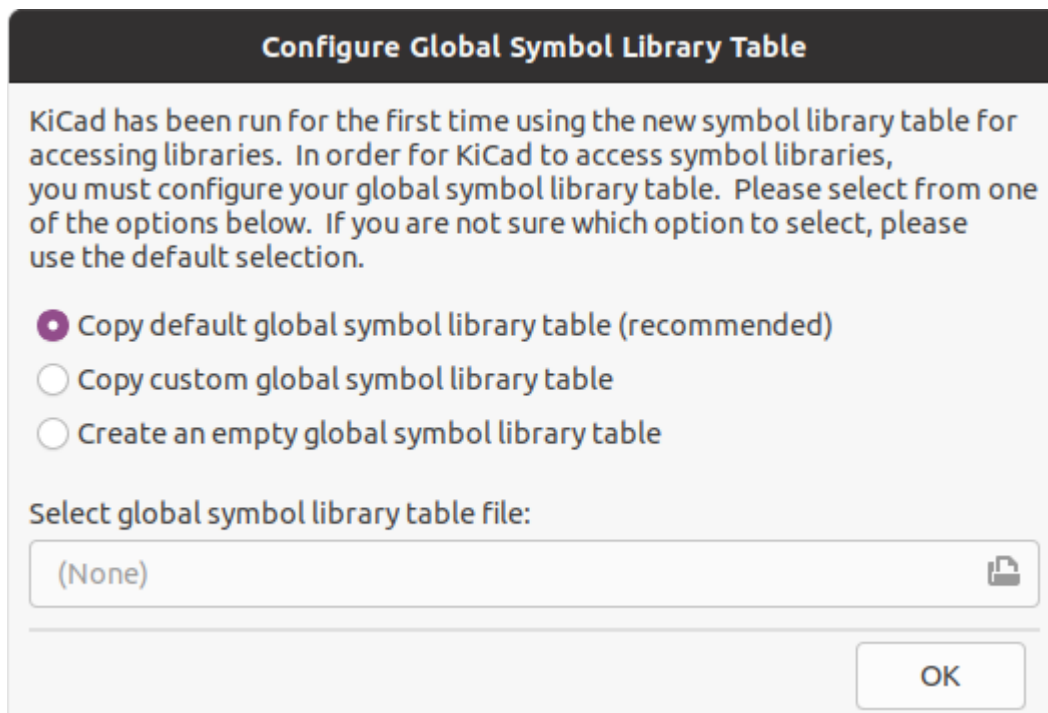 Configure Global Symbol Library Table
KiCad has been run for the first time using the new symbol library table for
accessing libraries.  In order for KiCad to access symbol libraries,
you must configure your global symbol library table.  Please select from one
of the options below.  If you are not sure which option to select, please
use the default selection.
Copy default global symbol library table (recommended)
Copy custom global symbol library table
Create an empty global symbol library table
Select global symbol library table file:
(None)
OK